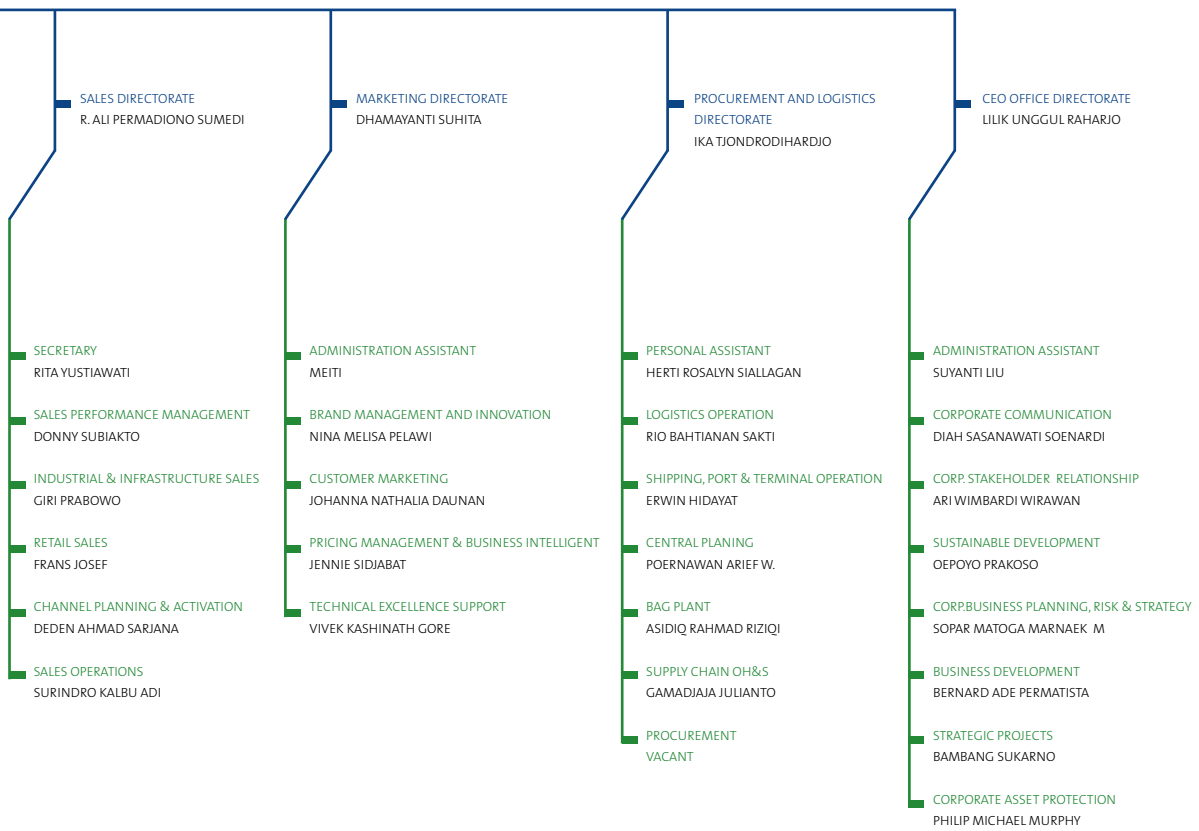 SALES DIRECTORATE
R. ALI PERMADIONO SUMEDI
MARKETING DIRECTORATE
DHAMAYANTI SUHITA
PROCUREMENT AND LOGISTICS
DIRECTORATE
IKA TJONDRODIHARDJO
CEO OFFICE DIRECTORATE
LILIK UNGGUL RAHARJO
SECRETARY
RITA YUSTIAWATI
SALES PERFORMANCE MANAGEMENT
DONNY SUBIAKTO
INDUSTRIAL & INFRASTRUCTURE SALES
GIRI PRABOWO
RETAIL SALES
FRANS JOSEF
CHANNEL PLANNING & ACTIVATION
DEDEN AHMAD SARJANA
SALES OPERATIONS
SURINDRO KALBU ADI
ADMINISTRATION ASSISTANT
MEITI
BRAND MANAGEMENT AND INNOVATION
NINA MELISA PELAWI
CUSTOMER MARKETING
JOHANNA NATHALIA DAUNAN
PRICING MANAGEMENT & BUSINESS INTELLIGENT
JENNIE SIDJABAT
TECHNICAL EXCELLENCE SUPPORT
VIVEK KASHINATH GORE
PERSONAL ASSISTANT
HERTI ROSALYN SIALLAGAN
LOGISTICS OPERATION
RIO BAHTIANAN SAKTI
SHIPPING, PORT & TERMINAL OPERATION
ERWIN HIDAYAT
CENTRAL PLANING
POERNAWAN ARIEF W.
BAG PLANT
ASIDIQ RAHMAD RIZIQI
SUPPLY CHAIN OH&S
GAMADJAJA JULIANTO
PROCUREMENT
VACANT
ADMINISTRATION ASSISTANT
SUYANTI LIU
CORPORATE COMMUNICATION
DIAH SASANAWATI SOENARDI
CORP. STAKEHOLDER RELATIONSHIP
ARI WIMBARDI WIRAWAN
SUSTAINABLE DEVELOPMENT
OEPOYO PRAKOSO
CORP.BUSINESS PLANNING, RISK & STRATEGY
SOPAR MATOGA MARNAEK M
BUSINESS DEVELOPMENT
BERNARD ADE PERMATISTA
STRATEGIC PROJECTS
BAMBANG SUKARNO
CORPORATE ASSET PROTECTION
PHILIP MICHAEL MURPHY